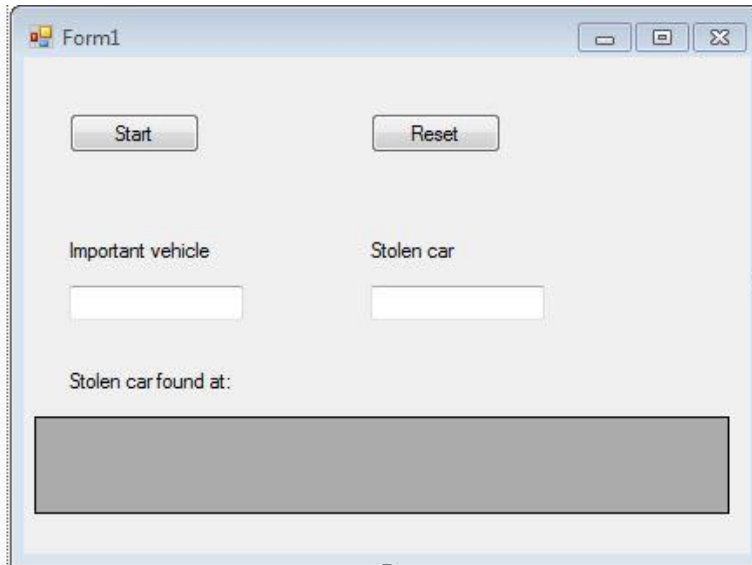 Form1
Start Reset
Important vehicle Stolen car
Stolen car found at: